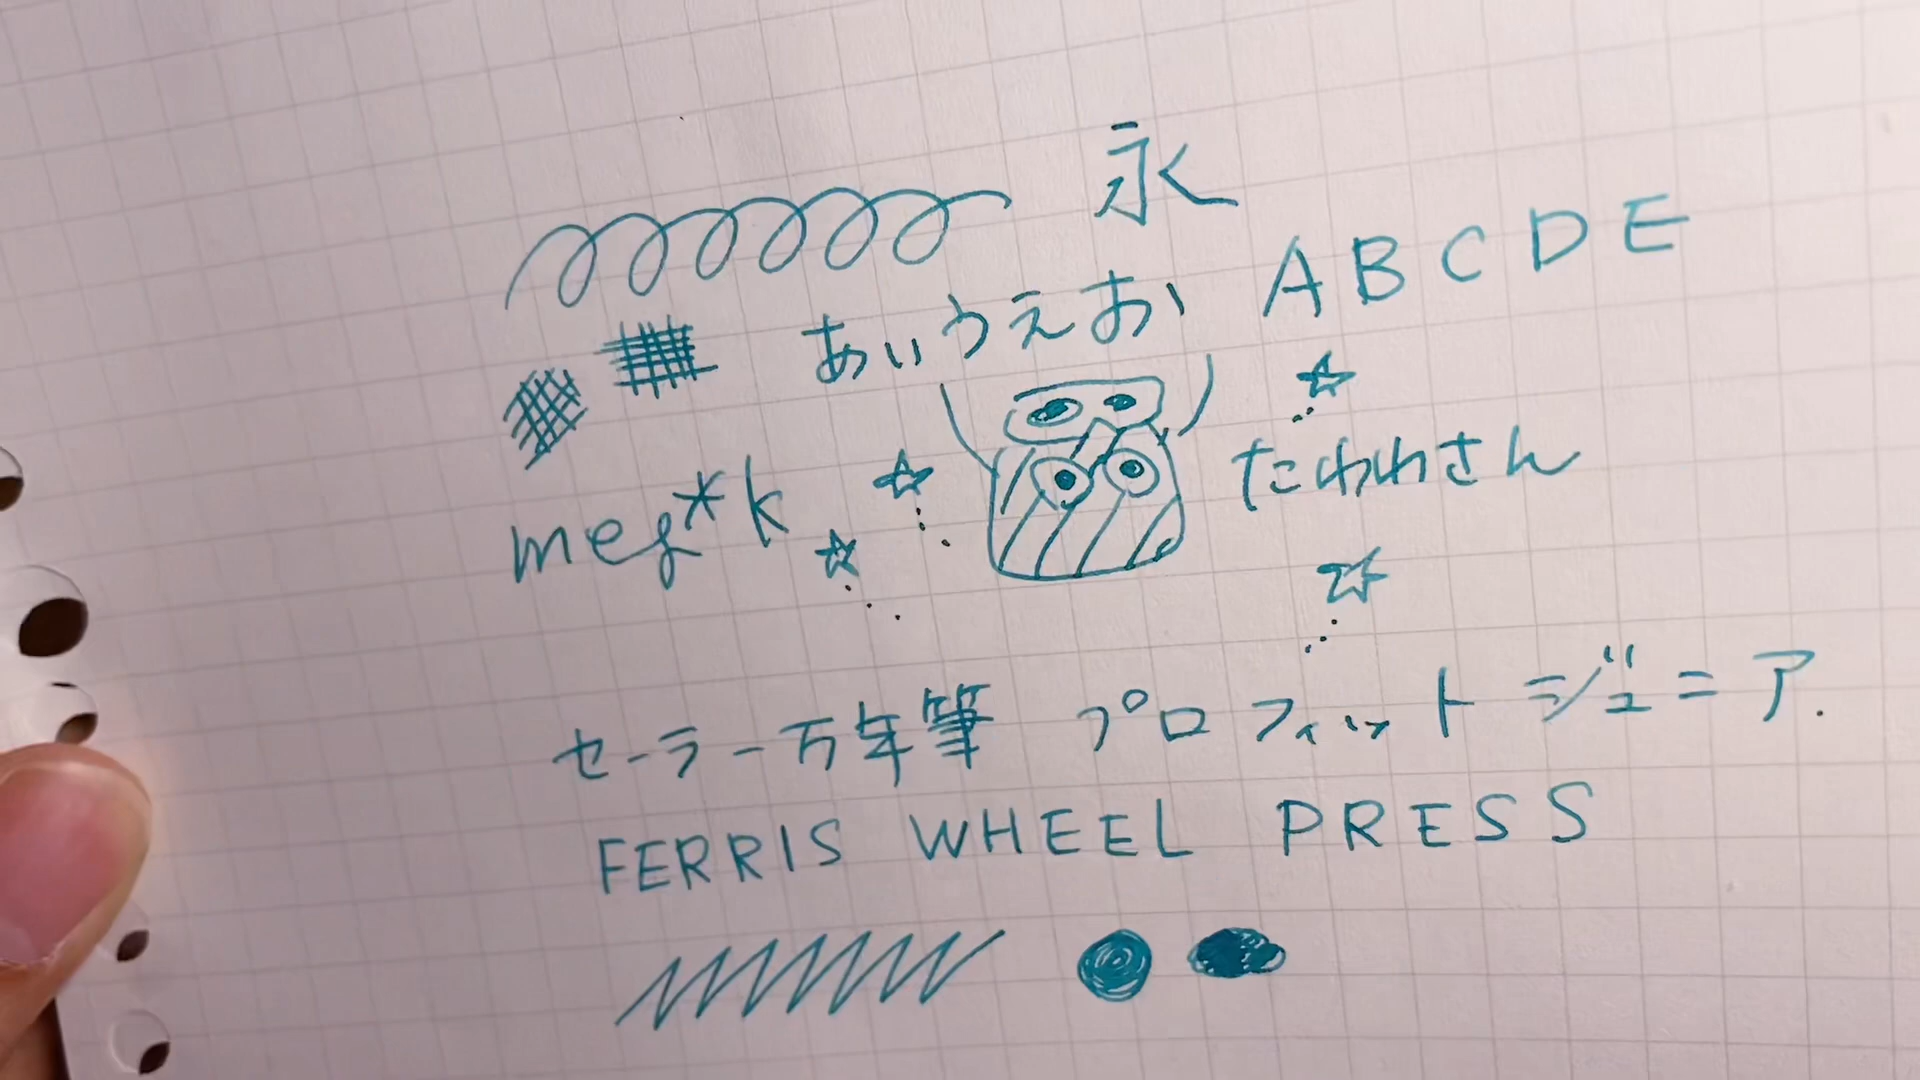 永
あいうえお ABCDE
meg*k たわわさん
セーラー万年筆 プロフィット ジュニア.
FERRIS WHEEL PRESS